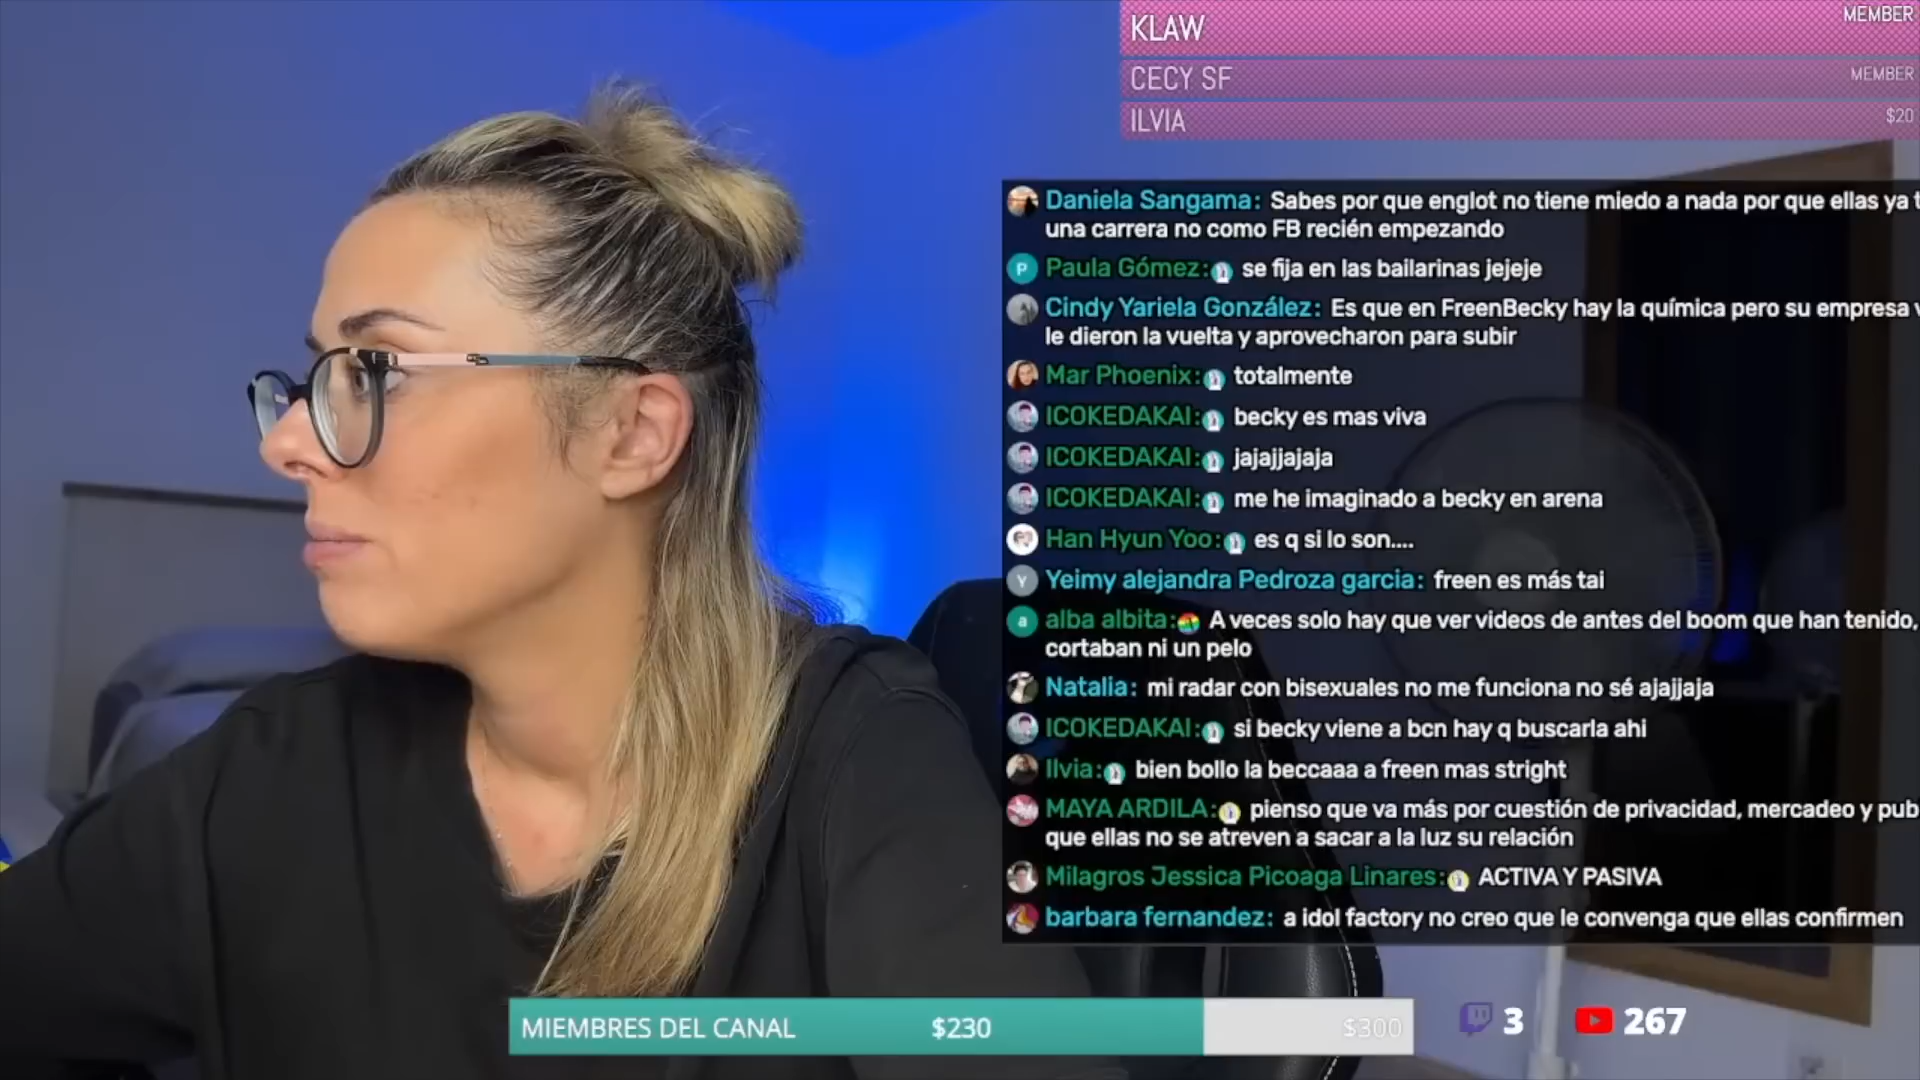 KLAW MEMBER
CECY SF MEMBER
ILVIA $20
Daniela Sangama: Sabes por que englot no tiene miedo a nada por que ellas ya
una carrera no como FB recién empezando
P Paula Gómez: se fija en las bailarinas jejeje
Cindy Yariela González: Es que en FreenBecky hay la química pero su empresa
le dieron la vuelta y aprovecharon para subir
Mar Phoenix: totalmente
ICOKEDAKAI: becky es mas viva
ICOKEDAKAI: jajajjajaja
ICOKEDAKAI: me he imaginado a becky en arena
Han Hyun Yoo: es q si lo son....
Y Yeimy alejandra Pedroza garcia: freen es más tai
a alba albita: A veces solo hay que ver videos de antes del boom que han tenido,
cortaban ni un pelo
Natalia: mi radar con bisexuales no me funciona no sé ajajjaja
ICOKEDAKAI: si becky viene a bcn hay q buscarla ahi
Ilvia: bien bollo la beccaaa a freen mas stright
MAYA ARDILA: pienso que va más por cuestión de privacidad, mercadeo y pub
que ellas no se atreven a sacar a la luz su relación
Milagros Jessica Picoaga Linares: ACTIVA Y PASIVA
barbara fernandez: a idol factory no creo que le convenga que ellas confirmen
MIEMBRES DEL CANAL $230 $300
3 267